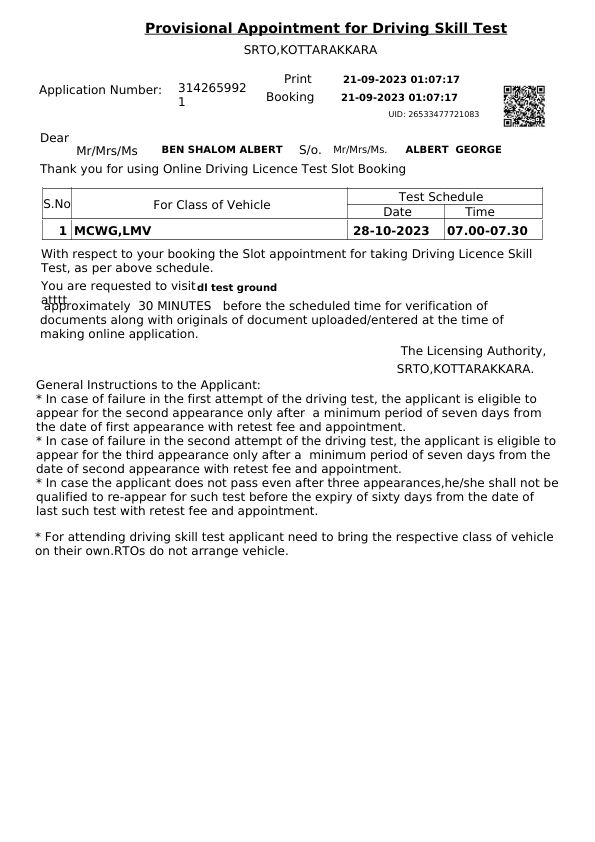 Provisional Appointment for Driving Skill Test
SRTO,KOTTARAKKARA
Application Number: 314265992
1
Print 21-09-2023 01:07:17
Booking 21-09-2023 01:07:17
UID: 26533477721083
Dear
Mr/Mrs/Ms BEN SHALOM ALBERT S/o. Mr/Mrs/Ms. ALBERT GEORGE
Thank you for using Online Driving Licence Test Slot Booking
S.No For Class of Vehicle Test Schedule
Date Time
1 MCWG,LMV 28-10-2023 07.00-07.30
With respect to your booking the Slot appointment for taking Driving Licence Skill
Test, as per above schedule.
You are requested to visit dl test ground
atttt
approximately 30 MINUTES before the scheduled time for verification of
documents along with originals of document uploaded/entered at the time of
making online application.
The Licensing Authority,
SRTO,KOTTARAKKARA.
General Instructions to the Applicant:
* In case of failure in the first attempt of the driving test, the applicant is eligible to
appear for the second appearance only after a minimum period of seven days from
the date of first appearance with retest fee and appointment.
* In case of failure in the second attempt of the driving test, the applicant is eligible to
appear for the third appearance only after a minimum period of seven days from the
date of second appearance with retest fee and appointment.
* In case the applicant does not pass even after three appearances,he/she shall not be
qualified to re-appear for such test before the expiry of sixty days from the date of
last such test with retest fee and appointment.
* For attending driving skill test applicant need to bring the respective class of vehicle
on their own.RTOs do not arrange vehicle.